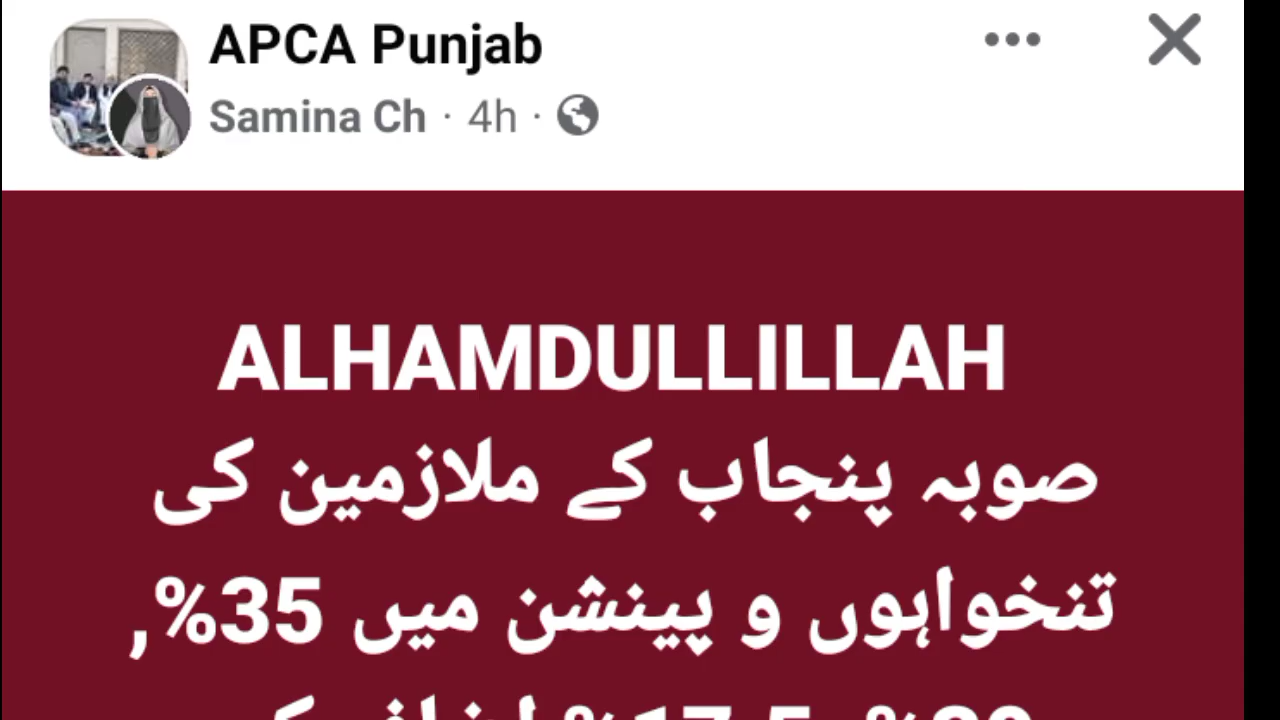 APCA Punjab
Samina Ch · 4h ·
ALHAMDULLILLAH
صوبہ پنجاب کے ملازمین کی
تنخواہوں و پینشن میں 35%,